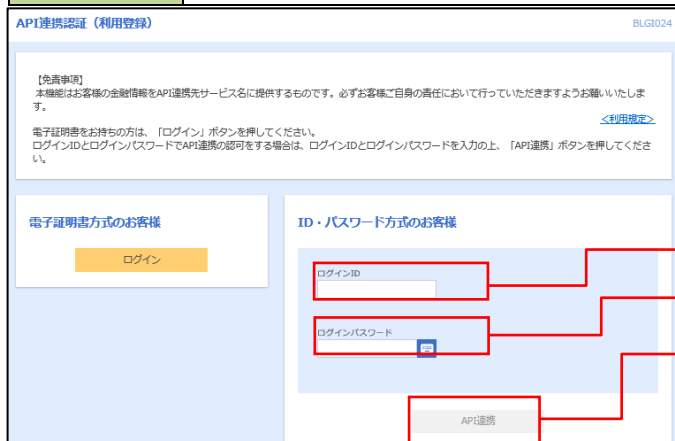 API連携認証（利用登録）
BLGI024
【免責事項】
本機能はお客様の金融情報をAPI連携先サービス名に提供するものです。必ずお客様ご自身の責任において行っていただきますようお願いいたしま
す。
<利用規定>
電子証明書をお持ちの方は、「ログイン」ボタンを押してください。
ログインIDとログインパスワードでAPI連携の認可をする場合は、ログインIDとログインパスワードを入力の上、「API連携」ボタンを押してくださ
い。
電子証明書方式のお客様
ログイン
ID・パスワード方式のお客様
ログインID
ログインパスワード
API連携